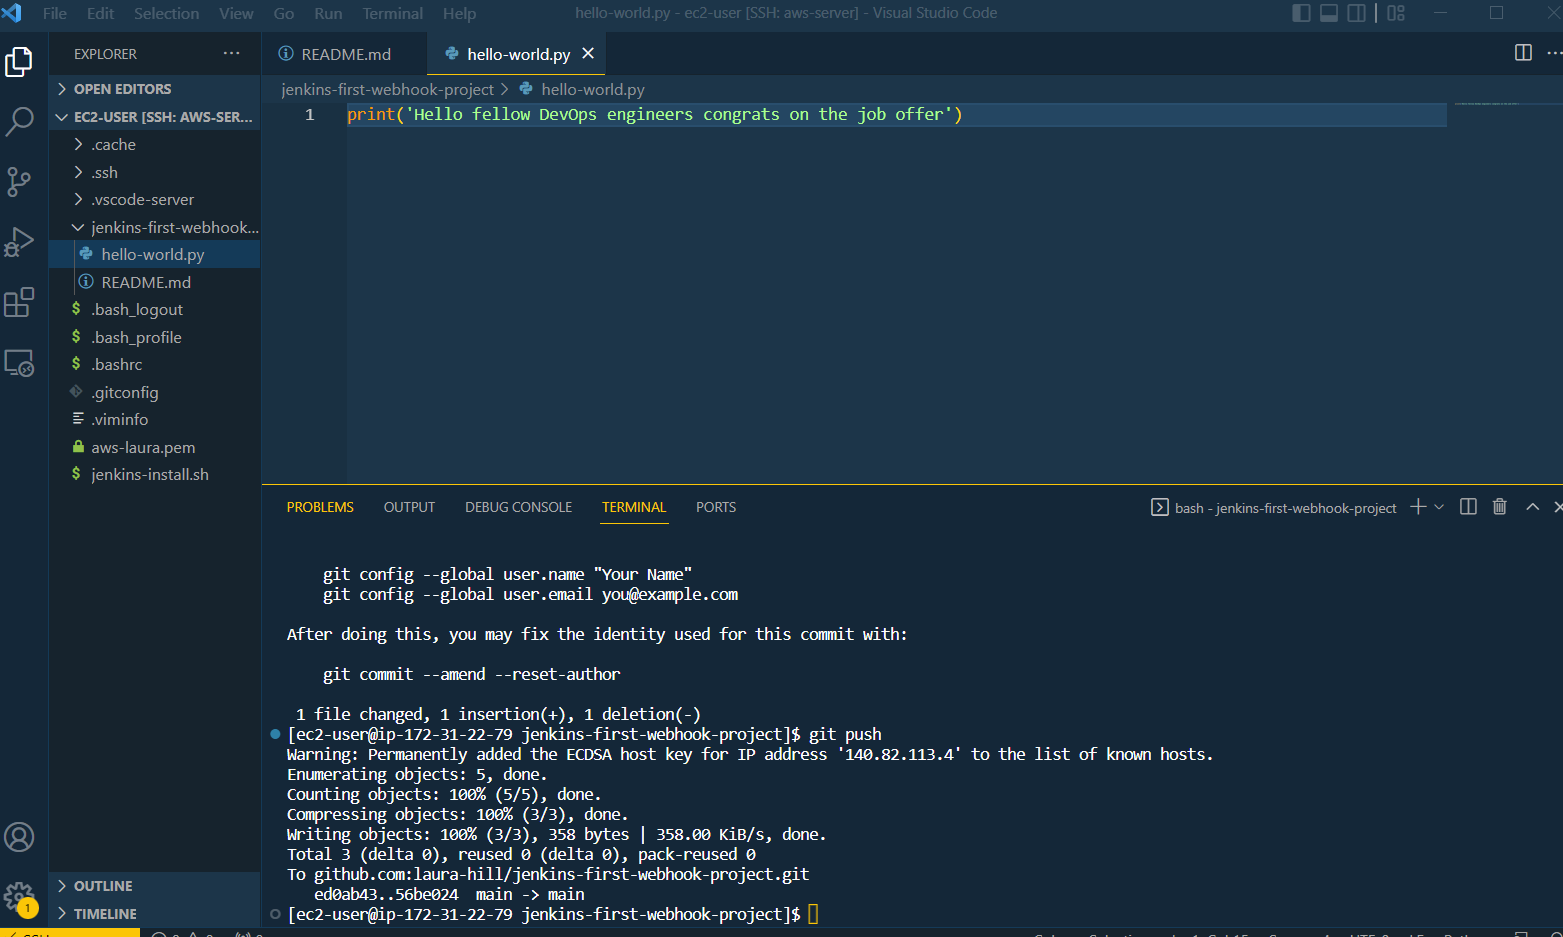 File Edit Selection View Go Run Terminal Help
hello-world.py - ec2-user [SSH: aws-server] - Visual Studio Code
EXPLORER
OPEN EDITORS
EC2-USER [SSH: AWS-SER...
.cache
.ssh
.vscode-server
jenkins-first-webhook...
hello-world.py
README.md
.bash_logout
.bash_profile
.bashrc
.gitconfig
.viminfo
aws-laura.pem
jenkins-install.sh
OUTLINE
TIMELINE
1
README.md
hello-world.py
jenkins-first-webhook-project > hello-world.py
1 print('Hello fellow DevOps engineers congrats on the job offer')
PROBLEMS OUTPUT DEBUG CONSOLE TERMINAL PORTS
bash - jenkins-first-webhook-project
git config --global user.name "Your Name"
git config --global user.email you@example.com
After doing this, you may fix the identity used for this commit with:
git commit --amend --reset-author
1 file changed, 1 insertion(+), 1 deletion(-)
[ec2-user@ip-172-31-22-79 jenkins-first-webhook-project]$ git push
Warning: Permanently added the ECDSA host key for IP address '140.82.113.4' to the list of known hosts.
Enumerating objects: 5, done.
Counting objects: 100% (5/5), done.
Compressing objects: 100% (3/3), done.
Writing objects: 100% (3/3), 358 bytes | 358.00 KiB/s, done.
Total 3 (delta 0), reused 0 (delta 0), pack-reused 0
To github.com:laura-hill/jenkins-first-webhook-project.git
ed0ab43..56be024 main -> main
[ec2-user@ip-172-31-22-79 jenkins-first-webhook-project]$